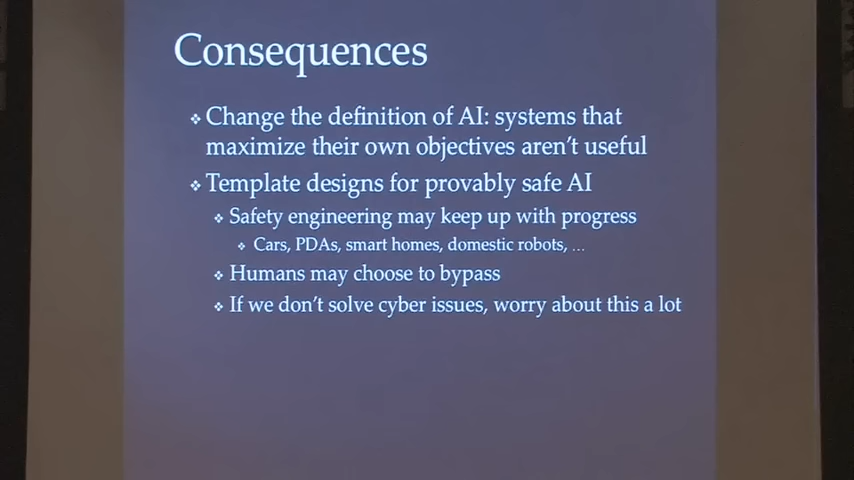 Consequences
❖ Change the definition of AI: systems that
maximize their own objectives aren't useful
❖ Template designs for provably safe AI
❖ Safety engineering may keep up with progress
❖ Cars, PDAs, smart homes, domestic robots, ...
❖ Humans may choose to bypass
❖ If we don't solve cyber issues, worry about this a lot